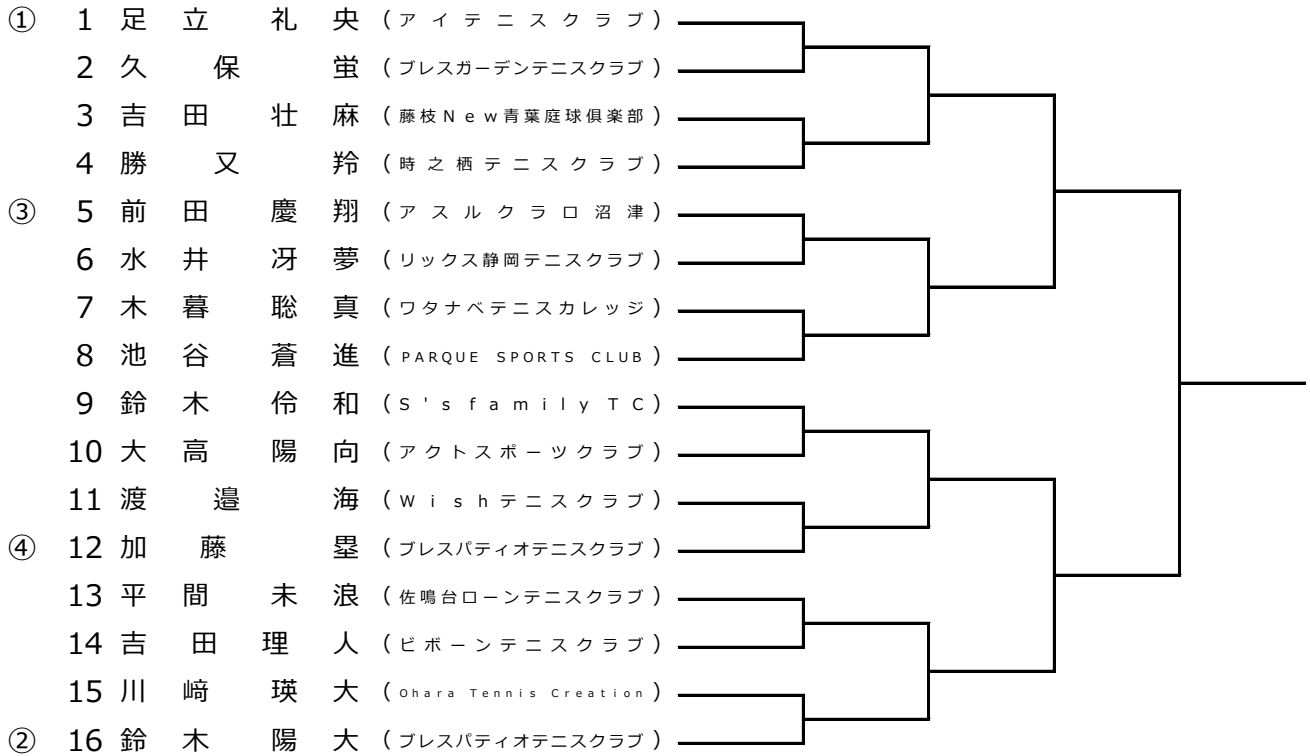 ① 1 足立礼央 (アイテニスクラブ)
2 久保蛍 (ブレスガーデンテニスクラブ)
3 吉田壮麻 (藤枝New青葉庭球倶楽部)
4 勝又羚 (時之栖テニスクラブ)
③ 5 前田慶翔 (アスルクラロ沼津)
6 水井冴夢 (リックス静岡テニスクラブ)
7 木暮聡真 (ワタナベテニスカレッジ)
8 池谷蒼進 (PARQUE SPORTS CLUB)
9 鈴木伶和 (S's family TC)
10 大高陽向 (アクトスポーツクラブ)
11 渡邉海 (Wishテニスクラブ)
④ 12 加藤塁 (ブレスパティオテニスクラブ)
13 平間未浪 (佐鳴台ローンテニスクラブ)
14 吉田理人 (ビボーンテニスクラブ)
15 川﨑瑛大 (Ohara Tennis Creation)
② 16 鈴木陽大 (ブレスパティオテニスクラブ)